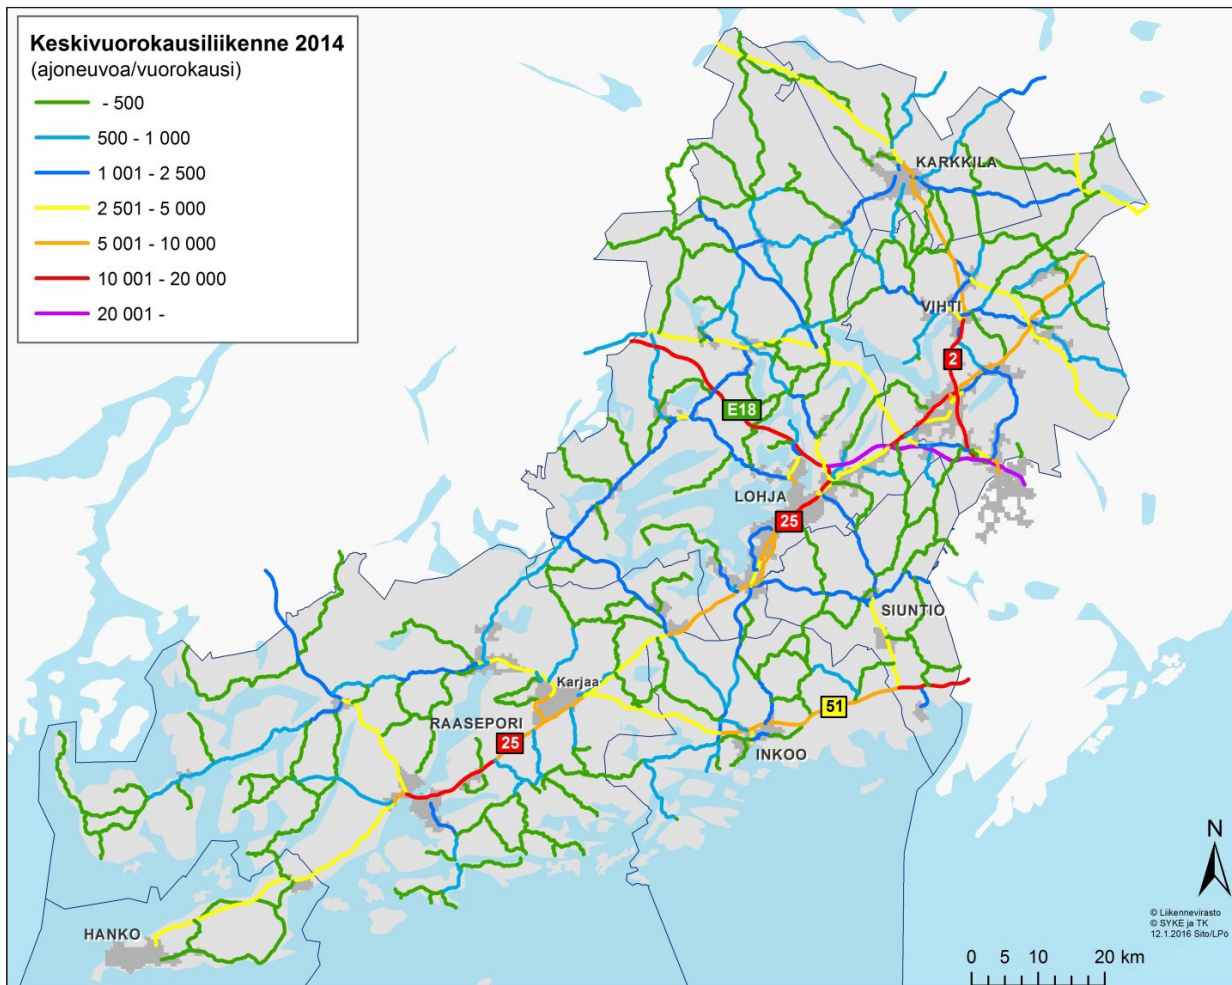 Keskivuorokausiliikenne 2014
(ajoneuvoa/vuorokausi)
- 500
500 - 1 000
1 001 - 2 500
2 501 - 5 000
5 001 - 10 000
10 001 - 20 000
20 001 -
KARKKILA
VIHTI
2
E18
LOHJA
25
SIUNTIO
Karjaa
51
RAASEPORI
25
INKOO
HANKO
N
© Liikennevirasto
© SYKE ja TK
12.1.2016 Sito/LPö
0 5 10 20 km